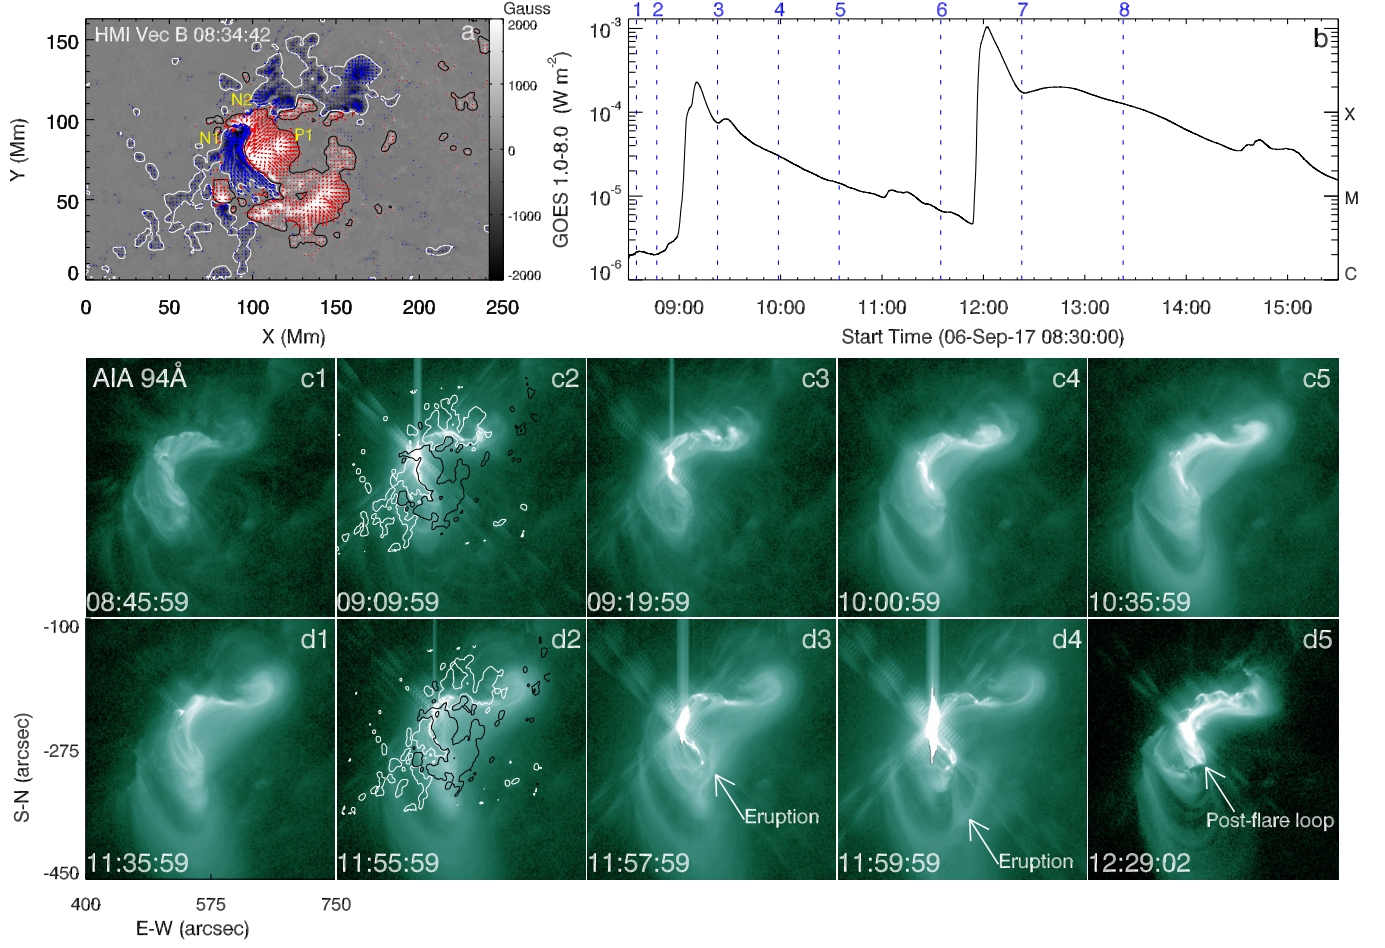 Gauss
HMI Vec B 08:34:42
a
N2
N1
P1
150
100
50
0
Y (Mm)
0 50 100 150 200 250
X (Mm)
2000
1000
0
-1000
-2000
1 2 3 4 5 6 7 8
b
10⁻³
10⁻⁴
10⁻⁵
10⁻⁶
GOES 1.0-8.0 (W m⁻²)
X
M
C
09:00 10:00 11:00 12:00 13:00 14:00 15:00
Start Time (06-Sep-17 08:30:00)
AIA 94Å
c1
08:45:59
c2
09:09:59
c3
09:19:59
c4
10:00:59
c5
10:35:59
d1
11:35:59
d2
11:55:59
d3
Eruption
11:57:59
d4
Eruption
11:59:59
d5
Post-flare loop
12:29:02
-100
-275
-450
S-N (arcsec)
400 575 750
E-W (arcsec)